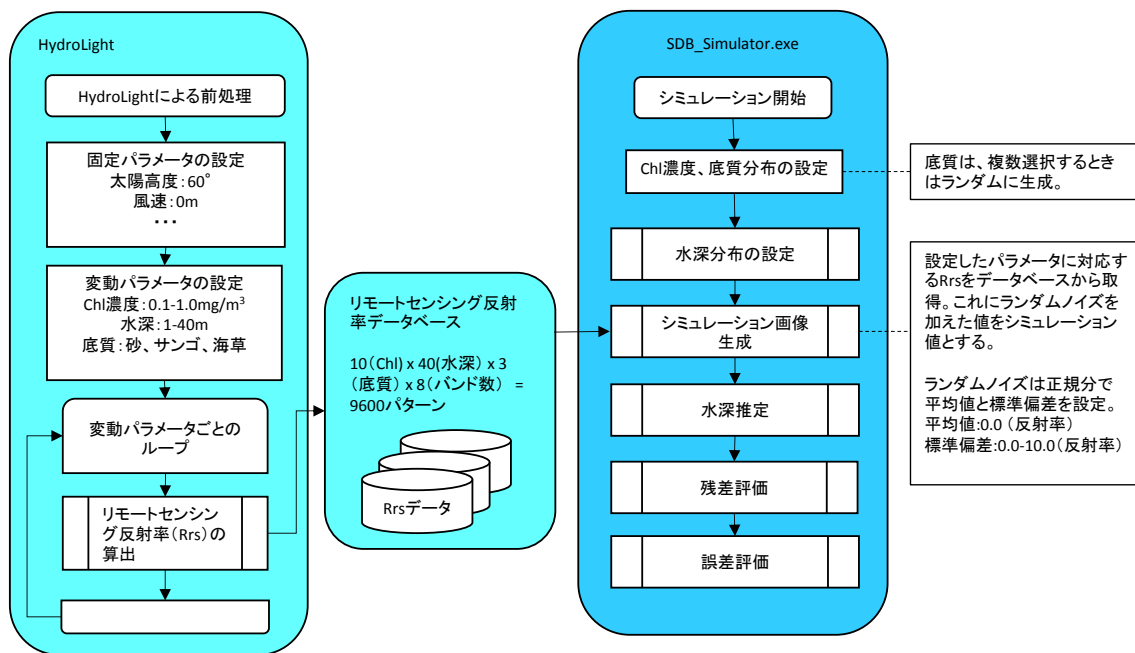 HydroLight
HydroLightによる前処理
固定パラメータの設定
太陽高度：60°
風速：0m
・・・
変動パラメータの設定
Chl濃度：0.1-1.0mg/m³
水深：1-40m
底質：砂、サンゴ、海草
変動パラメータごとの
ループ
リモートセンシン
グ反射率（Rrs）の
算出
リモートセンシング反射
率データベース
10（Chl) x 40(水深) x 3
（底質）x 8（バンド数） =
9600パターン
Rrsデータ
SDB_Simulator.exe
シミュレーション開始
Chl濃度、底質分布の設定
水深分布の設定
シミュレーション画像
生成
水深推定
残差評価
誤差評価
底質は、複数選択するとき
はランダムに生成。
設定したパラメータに対応す
るRrsをデータベースから取
得。これにランダムノイズを
加えた値をシミュレーション
値とする。
ランダムノイズは正規分で
平均値と標準偏差を設定。
平均値:0.0 （反射率）
標準偏差:0.0-10.0（反射率）